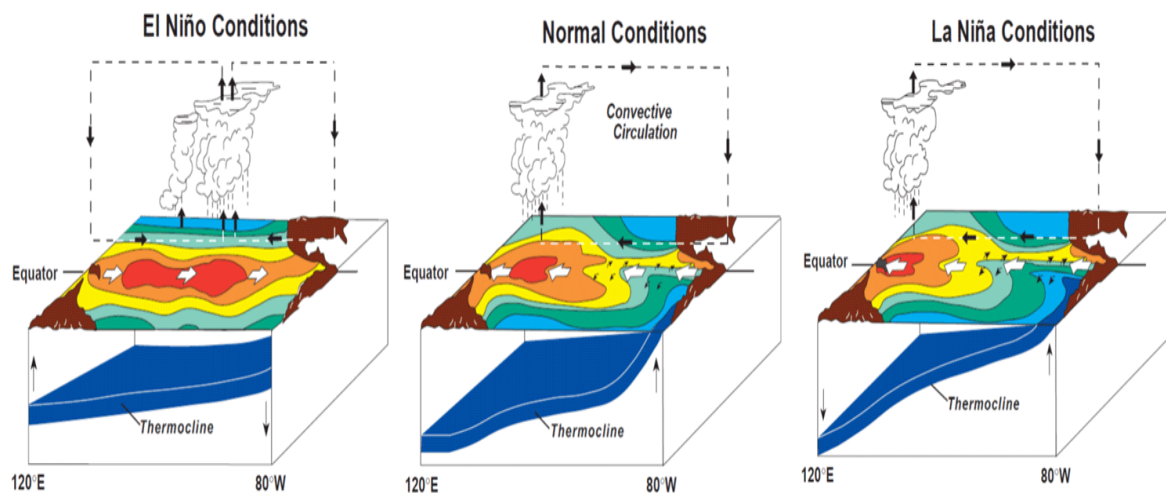 El Niño Conditions
Normal Conditions
La Niña Conditions
Convective
Circulation
Equator
Equator
Equator
Thermocline
Thermocline
Thermocline
120°E
80°W
120°E
80°W
120°E
80°W